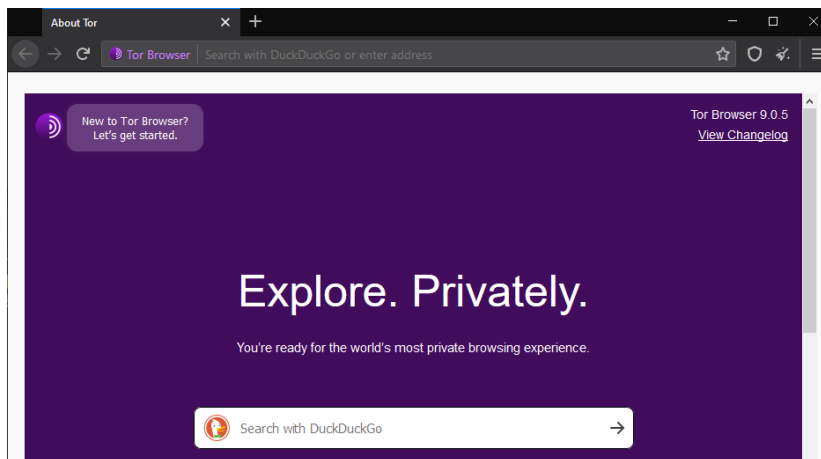 About Tor
Tor Browser Search with DuckDuckGo or enter address
New to Tor Browser?
Let's get started.
Tor Browser 9.0.5
View Changelog
Explore. Privately.
You're ready for the world's most private browsing experience.
Search with DuckDuckGo